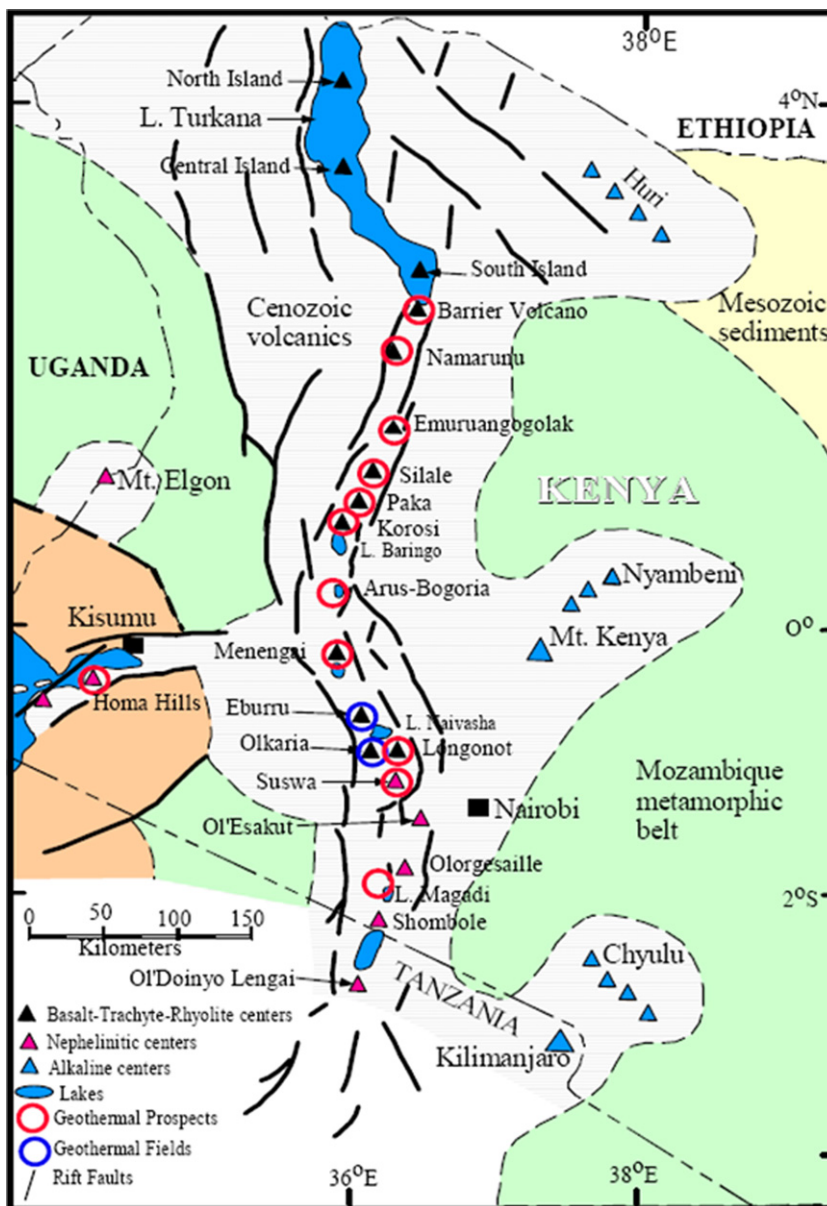 38°E
North Island
L. Turkana
4°N
ETHIOPIA
Central Island
Huri
South Island
Cenozoic
volcanics
Barrier Volcano
Mesozoic
sediments
Namarunu
UGANDA
Emuruangogolak
Mt. Elgon
Silale
KENYA
Paka
Korosi
L. Baringo
Arus-Bogoria
Nyambeni
Kisumu
0°
Menengai
Mt. Kenya
Homa Hills
Eburru
L. Naivasha
Olkaria
Longonot
Suswa
Mozambique
metamorphic
belt
Nairobi
Ol'Esakut
Olorgesaille
L. Magadi
2°S
0 50 100 150
Kilometers
Shombole
Chyulu
Ol'Doinyo Lengai
TANZANIA
Kilimanjaro
Basalt-Trachyte-Rhyolite centers
Nephelinitic centers
Alkaline centers
Lakes
Geothermal Prospects
Geothermal Fields
Rift Faults
36°E
38°E